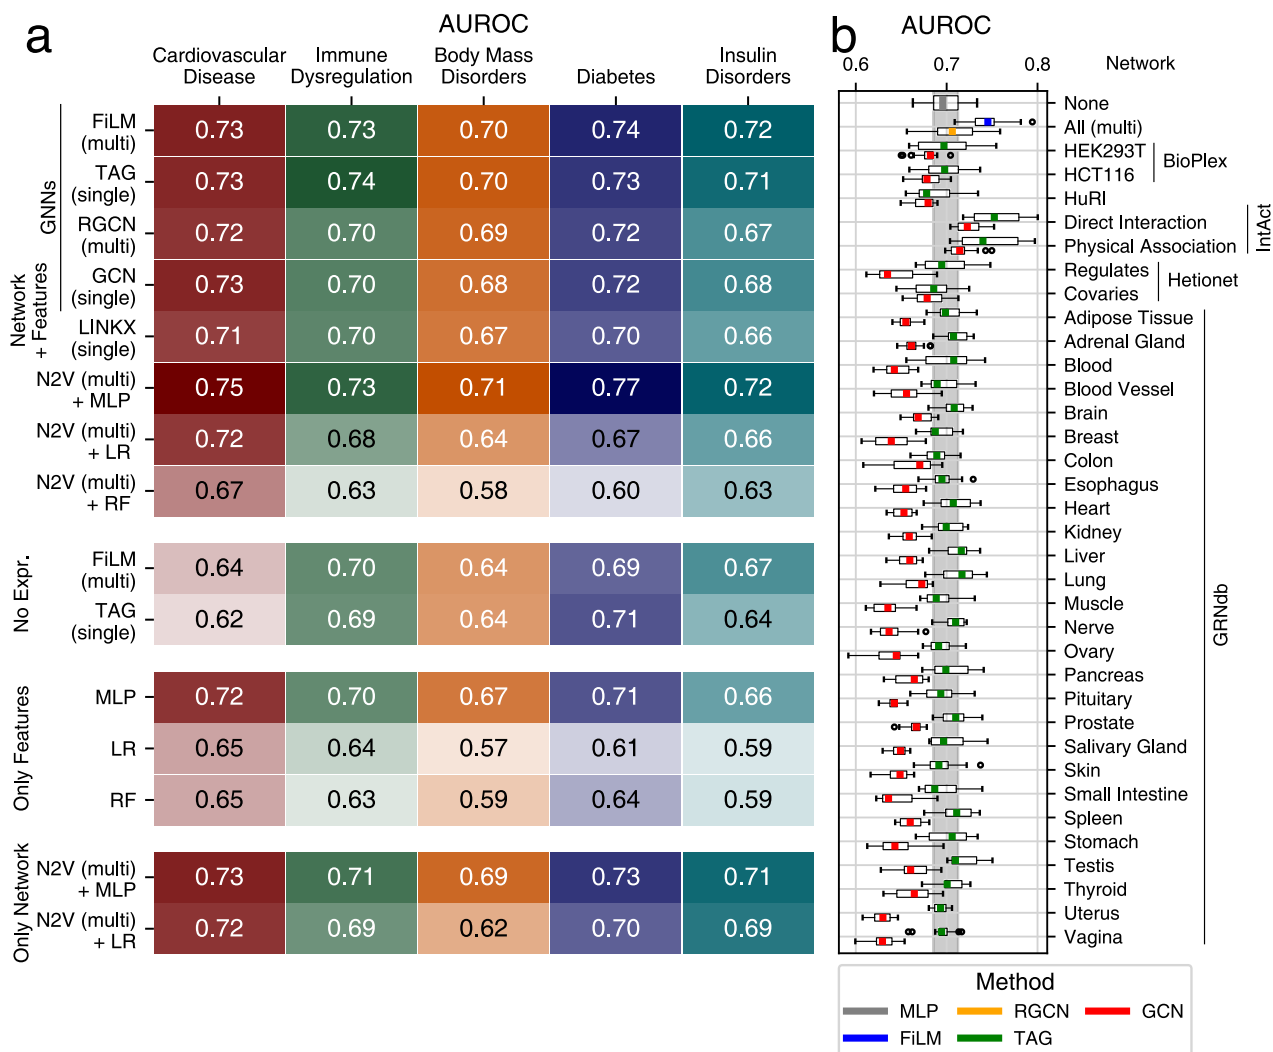 a
AUROC
Cardiovascular
Disease
Immune
Dysregulation
Body Mass
Disorders
Diabetes
Insulin
Disorders
Network
+ Features
GNNs
FiLM
(multi)
0.73 0.73 0.70 0.74 0.72
TAG
(single)
0.73 0.74 0.70 0.73 0.71
RGCN
(multi)
0.72 0.70 0.69 0.72 0.67
GCN
(single)
0.73 0.70 0.68 0.72 0.68
LINKX
(single)
0.71 0.70 0.67 0.70 0.66
N2V (multi)
+ MLP
0.75 0.73 0.71 0.77 0.72
N2V (multi)
+ LR
0.72 0.68 0.64 0.67 0.66
N2V (multi)
+ RF
0.67 0.63 0.58 0.60 0.63
No Expr.
FiLM
(multi)
0.64 0.70 0.64 0.69 0.67
TAG
(single)
0.62 0.69 0.64 0.71 0.64
Only Features
MLP 0.72 0.70 0.67 0.71 0.66
LR 0.65 0.64 0.57 0.61 0.59
RF 0.65 0.63 0.59 0.64 0.59
Only Network
N2V (multi)
+ MLP
0.73 0.71 0.69 0.73 0.71
N2V (multi)
+ LR
0.72 0.69 0.62 0.70 0.69
b
AUROC
0.6 0.7 0.8 Network
None
All (multi)
HEK293T
HCT116
BioPlex
HuRI
Direct Interaction
Physical Association
IntAct
Regulates
Covaries
Hetionet
Adipose Tissue
Adrenal Gland
Blood
Blood Vessel
Brain
Breast
Colon
Esophagus
Heart
Kidney
Liver
Lung
Muscle
Nerve
Ovary
Pancreas
Pituitary
Prostate
Salivary Gland
Skin
Small Intestine
Spleen
Stomach
Testis
Thyroid
Uterus
Vagina
GRNdb
Method
MLP RGCN GCN
FiLM TAG